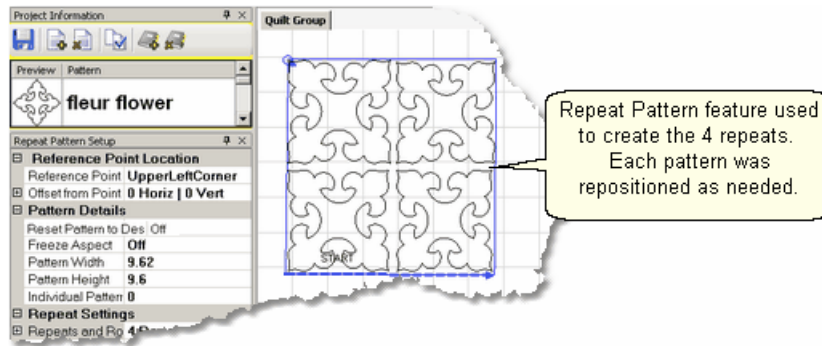 Project Information
Quilt Group
Preview Pattern
fleur flower
Repeat Pattern Setup
Reference Point Location
Reference Point UpperLeftCorner
Offset from Point 0 Horiz | 0 Vert
Pattern Details
Reset Pattern to Des Off
Freeze Aspect Off
Pattern Width 9.62
Pattern Height 9.6
Individual Pattern 0
Repeat Settings
Repeats and Ro 4
START
Repeat Pattern feature used
to create the 4 repeats.
Each pattern was
repositioned as needed.